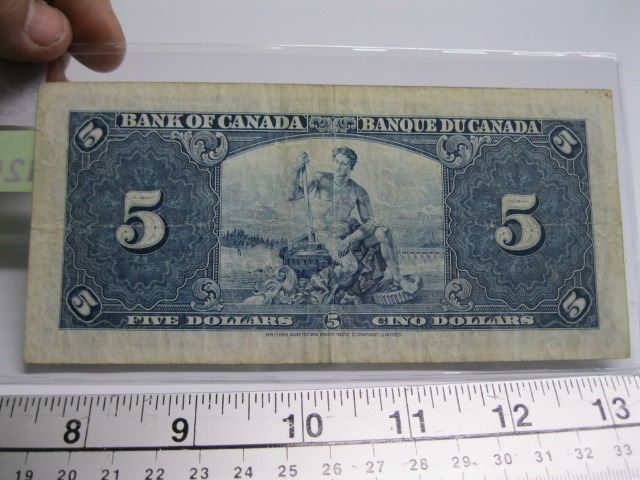 5 BANK OF CANADA BANQUE DU CANADA 5
5 5
5 FIVE DOLLARS 5 CINQ DOLLARS 5
BRITISH AMERICAN BANK NOTE COMPANY LIMITED
8 9 10 11 12 13
19 20 21 22 23 24 25 26 27 28 29 30 31 32 33